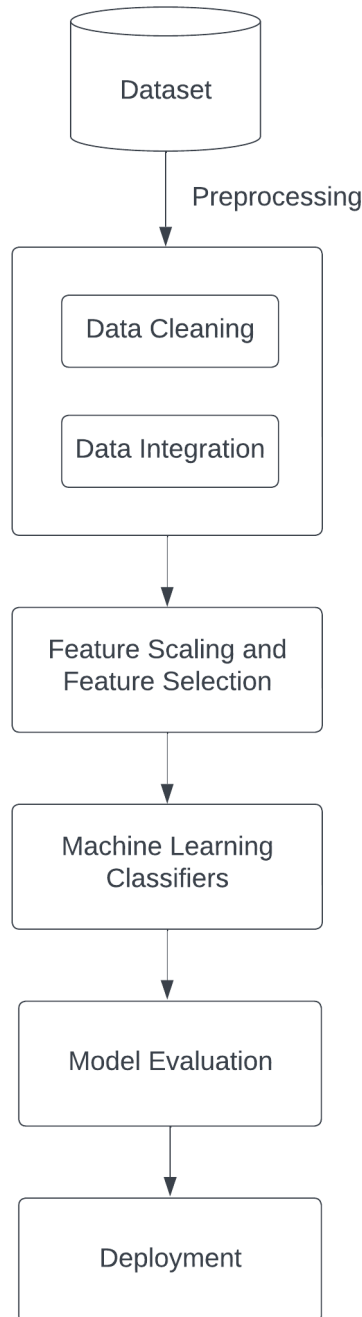 Dataset
Preprocessing
Data Cleaning
Data Integration
Feature Scaling and
Feature Selection
Machine Learning
Classifiers
Model Evaluation
Deployment